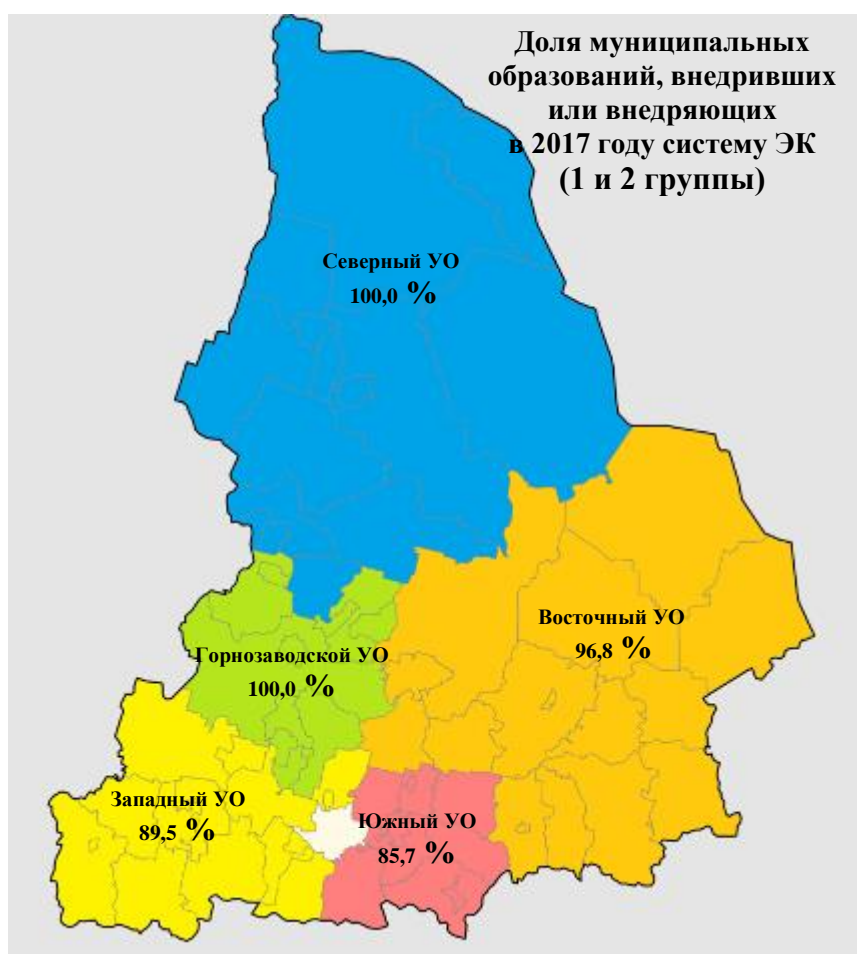 Доля муниципальных
образований, внедривших
или внедряющих
в 2017 году систему ЭК
(1 и 2 группы)
Северный УО
100,0 %
Восточный УО
96,8 %
Горнозаводской УО
100,0 %
Западный УО
89,5 %
Южный УО
85,7 %